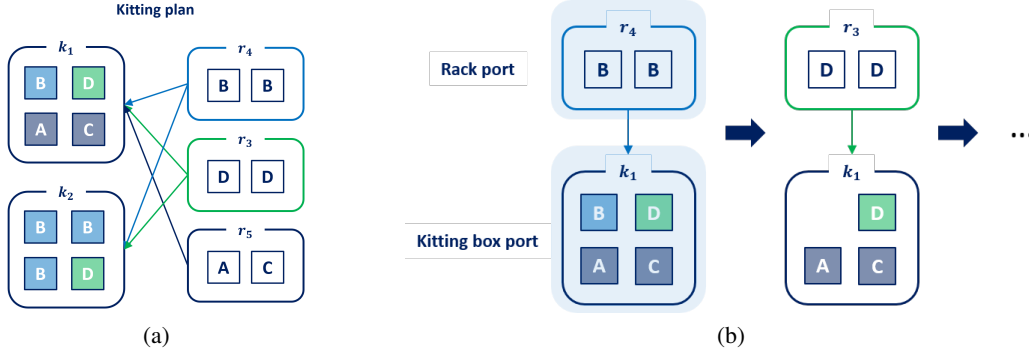 Kitting plan
k₁
B D
A C
k₂
B B
B D
r₄
B B
r₃
D D
r₅
A C
(a)
Rack port
r₄
B B
Kitting box port
k₁
B D
A C
r₃
D D
k₁
D
A C
...
(b)